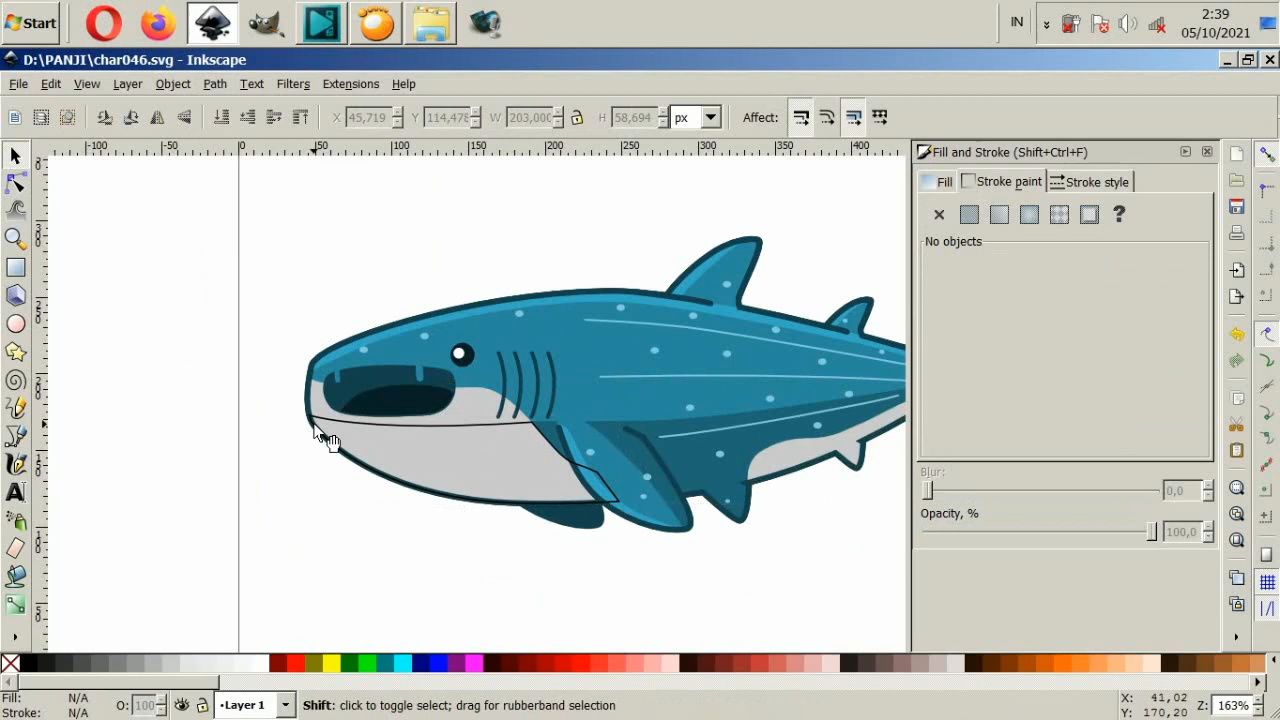 Start
IN
2:39
05/10/2021
D:\PANJI\char046.svg - Inkscape
File Edit View Layer Object Path Text Filters Extensions Help
X 45,719 Y 114,478 W 203,000 H 58,694 px Affect:
-100 -50 0 50 100 150 200 250 300 350 400
Fill and Stroke (Shift+Ctrl+F)
Fill Stroke paint Stroke style
?
No objects
Blur:
0,0
Opacity, %
100,0
Fill: N/A
Stroke: N/A
O: 100
Layer 1
Shift: click to toggle select; drag for rubberband selection
X: 41,02
Y: 170,20
Z: 163%